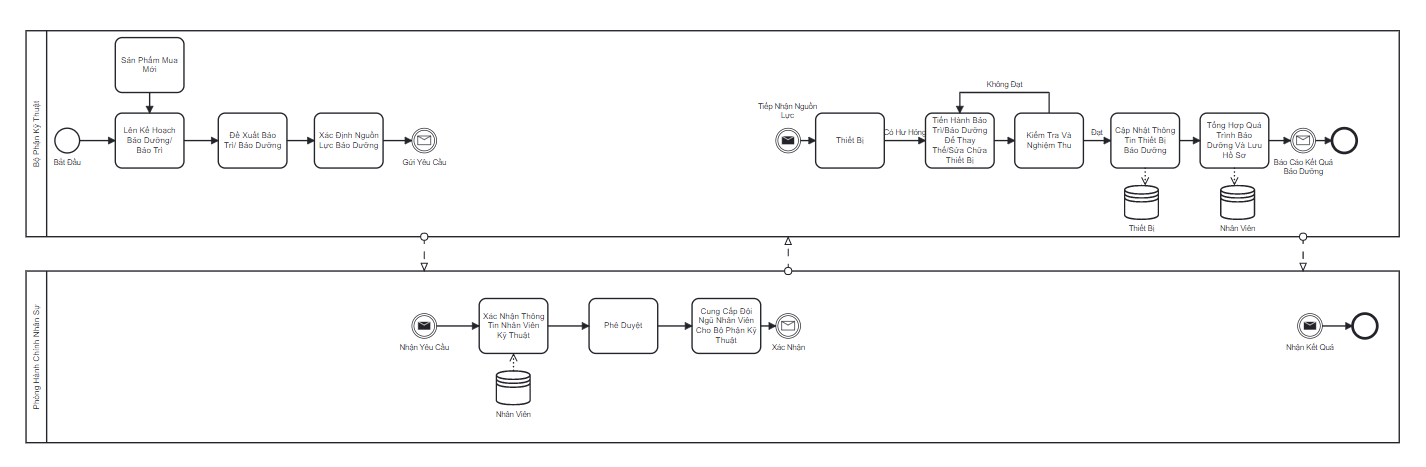 Bộ Phận Kỹ Thuật
Sản Phẩm Mua
Mới
Bắt Đầu
Lên Kế Hoạch
Bảo Dưỡng/
Bảo Trì
Đề Xuất Bảo
Trì/ Bảo Dưỡng
Xác Định Nguồn
Lực Bảo Dưỡng
Gửi Yêu Cầu
Tiếp Nhận Nguồn
Lực
Thiết Bị
Có Hư Hỏng
Không Đạt
Tiến Hành Bảo
Trì/Bảo Dưỡng
Để Thay
Thế/Sửa Chữa
Thiết Bị
Kiểm Tra Và
Nghiệm Thu
Đạt
Cập Nhật Thông
Tin Thiết Bị
Bảo Dưỡng
Thiết Bị
Tổng Hợp Quá
Trình Bảo
Dưỡng Và Lưu
Hồ Sơ
Nhân Viên
Báo Cáo Kết Quả
Bảo Dưỡng
Phòng Hành Chính Nhân Sự
Nhận Yêu Cầu
Xác Nhận Thông
Tin Nhân Viên
Kỹ Thuật
Nhân Viên
Phê Duyệt
Cung Cấp Đội
Ngũ Nhân Viên
Cho Bộ Phận Kỹ
Thuật
Xác Nhận
Nhận Kết Quả